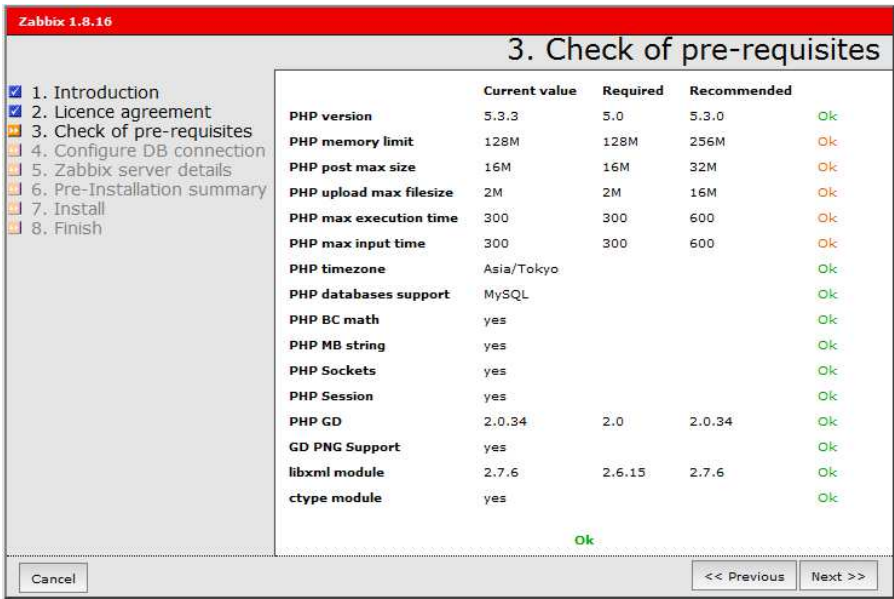 Zabbix 1.8.16
3. Check of pre-requisites
1. Introduction
2. Licence agreement
3. Check of pre-requisites
4. Configure DB connection
5. Zabbix server details
6. Pre-Installation summary
7. Install
8. Finish
Current value Required Recommended
PHP version 5.3.3 5.0 5.3.0 Ok
PHP memory limit 128M 128M 256M Ok
PHP post max size 16M 16M 32M Ok
PHP upload max filesize 2M 2M 16M Ok
PHP max execution time 300 300 600 Ok
PHP max input time 300 300 600 Ok
PHP timezone Asia/Tokyo Ok
PHP databases support MySQL Ok
PHP BC math yes Ok
PHP MB string yes Ok
PHP Sockets yes Ok
PHP Session yes Ok
PHP GD 2.0.34 2.0 2.0.34 Ok
GD PNG Support yes Ok
libxml module 2.7.6 2.6.15 2.7.6 Ok
ctype module yes Ok
Ok
Cancel << Previous Next >>